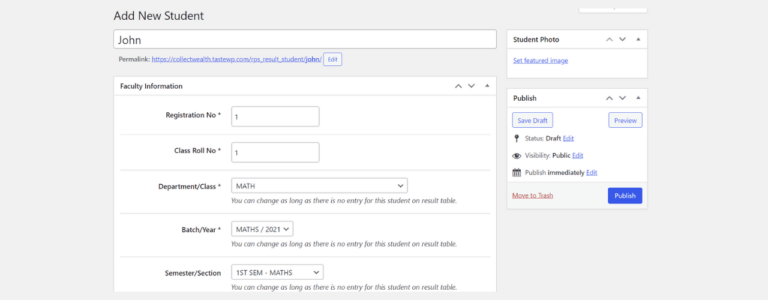 Add New Student
John
Permalink: https://collectwealth.tastewp.com/rps_result_student/john/ Edit
Faculty Information
Registration No * 1
Class Roll No * 1
Department/Class * MATH
You can change as long as there is no entry for this student on result table.
Batch/Year * MATHS / 2021
You can change as long as there is no entry for this student on result table.
Semester/Section 1ST SEM - MATHS
You can change as long as there is no entry for this student on result table.
Student Photo
Set featured image
Publish
Save Draft Preview
Status: Draft Edit
Visibility: Public Edit
Publish immediately Edit
Move to Trash Publish